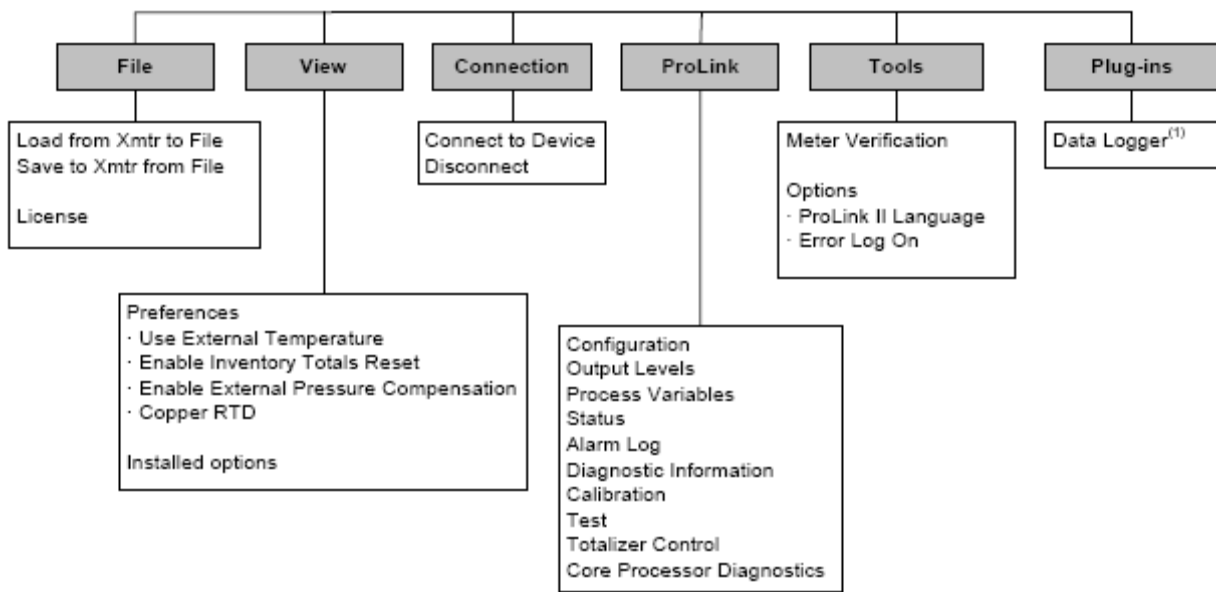 File
View
Connection
ProLink
Tools
Plug-ins
Load from Xmtr to File
Save to Xmtr from File
License
Connect to Device
Disconnect
Meter Verification
Options
· ProLink II Language
· Error Log On
Data Logger(1)
Preferences
· Use External Temperature
· Enable Inventory Totals Reset
· Enable External Pressure Compensation
· Copper RTD
Installed options
Configuration
Output Levels
Process Variables
Status
Alarm Log
Diagnostic Information
Calibration
Test
Totalizer Control
Core Processor Diagnostics